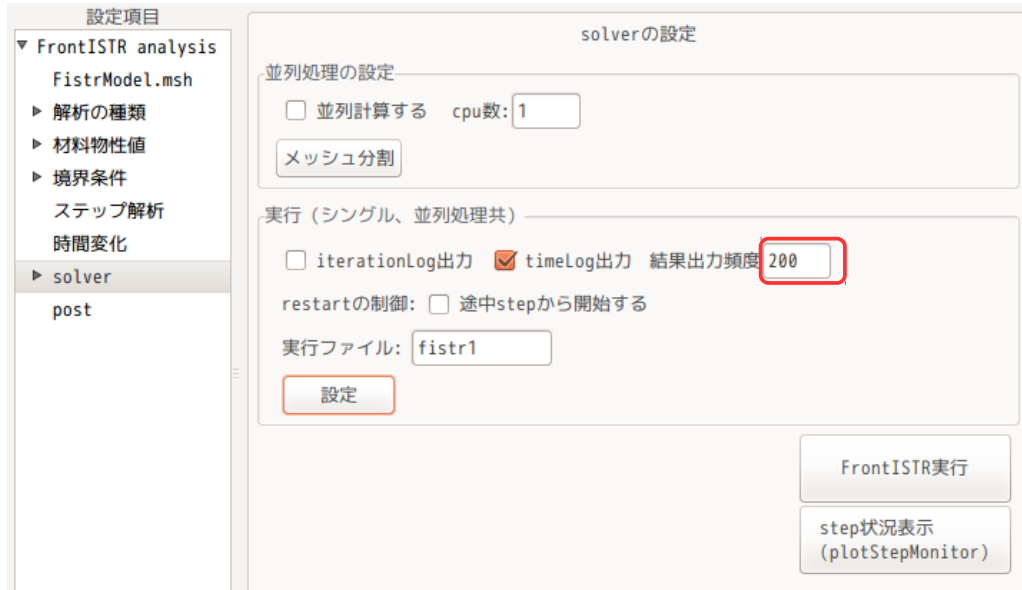 設定項目
FrontISTR analysis
FistrModel.msh
解析の種類
材料物性値
境界条件
ステップ解析
時間変化
solver
post
solverの設定
並列処理の設定
並列計算する cpu数: 1
メッシュ分割
実行（シングル、並列処理共）
iterationLog出力 timeLog出力 結果出力頻度 200
restartの制御: 途中stepから開始する
実行ファイル: fistr1
設定
FrontISTR実行
step状況表示
(plotStepMonitor)